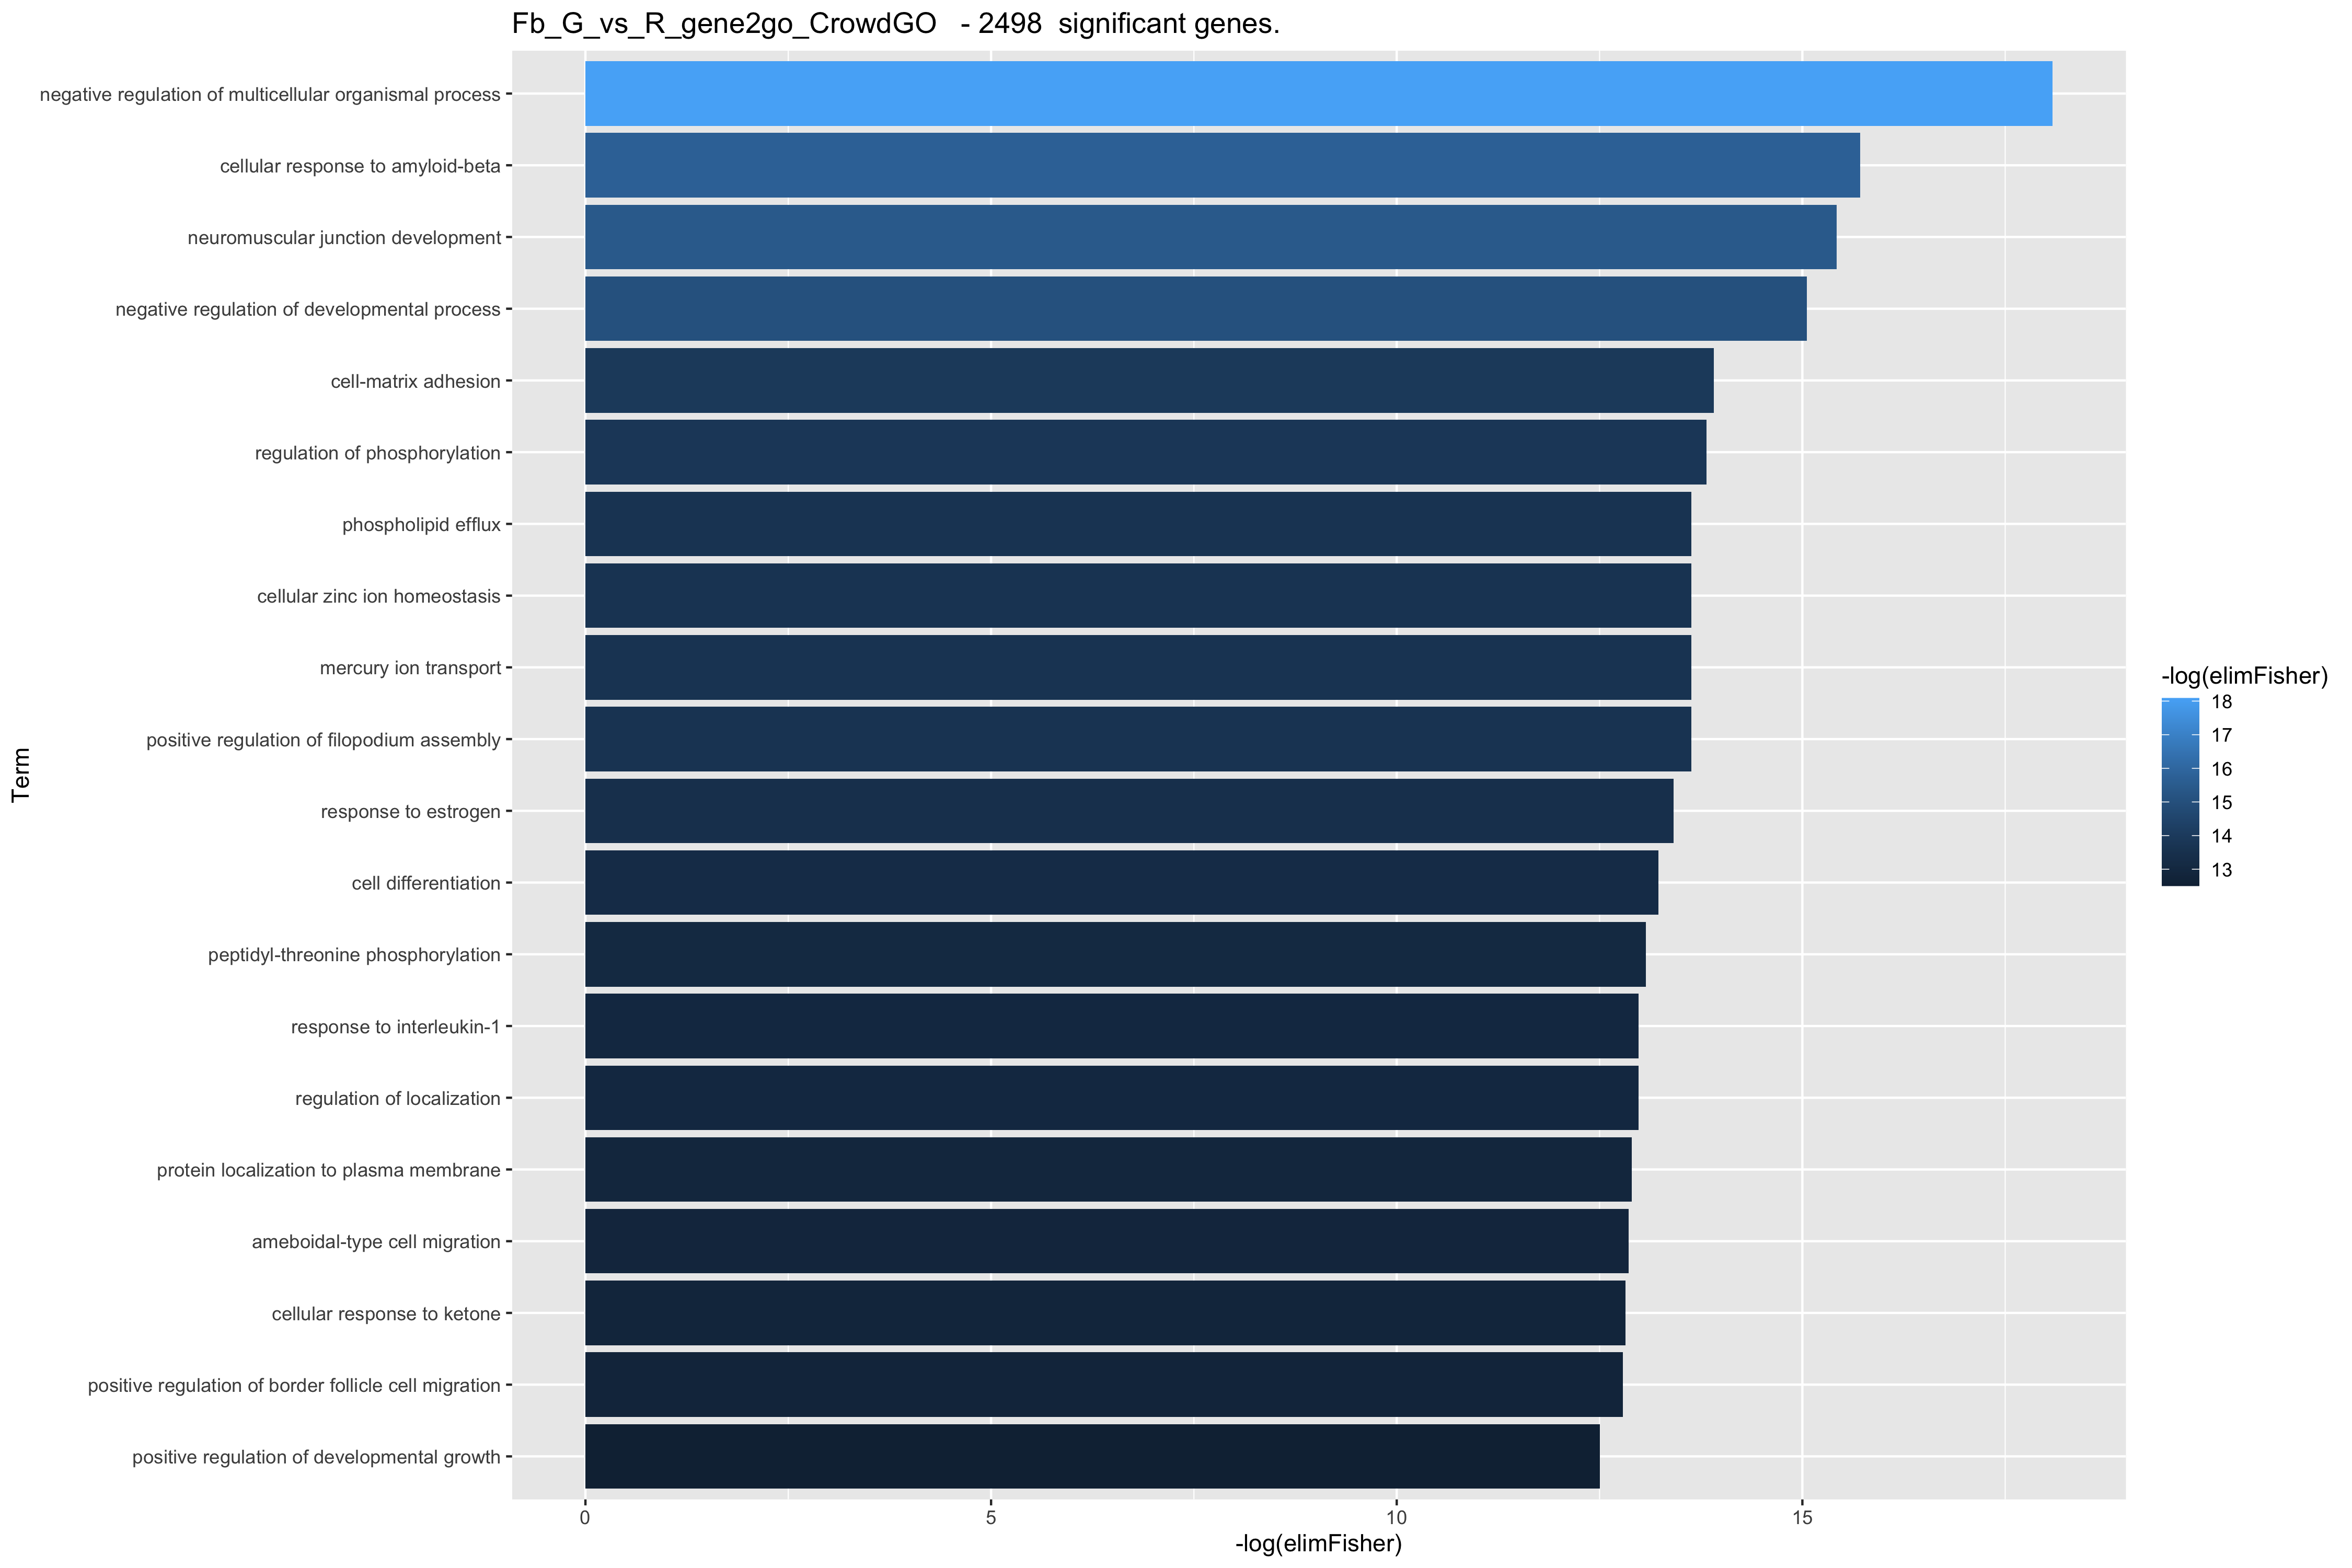 Fb_G_vs_R_gene2go_CrowdGO   - 2498  significant genes.
Term
negative regulation of multicellular organismal process
cellular response to amyloid-beta
neuromuscular junction development
negative regulation of developmental process
cell-matrix adhesion
regulation of phosphorylation
phospholipid efflux
cellular zinc ion homeostasis
mercury ion transport
positive regulation of filopodium assembly
response to estrogen
cell differentiation
peptidyl-threonine phosphorylation
response to interleukin-1
regulation of localization
protein localization to plasma membrane
ameboidal-type cell migration
cellular response to ketone
positive regulation of border follicle cell migration
positive regulation of developmental growth
0 5 10 15
-log(elimFisher)
-log(elimFisher)
18
17
16
15
14
13